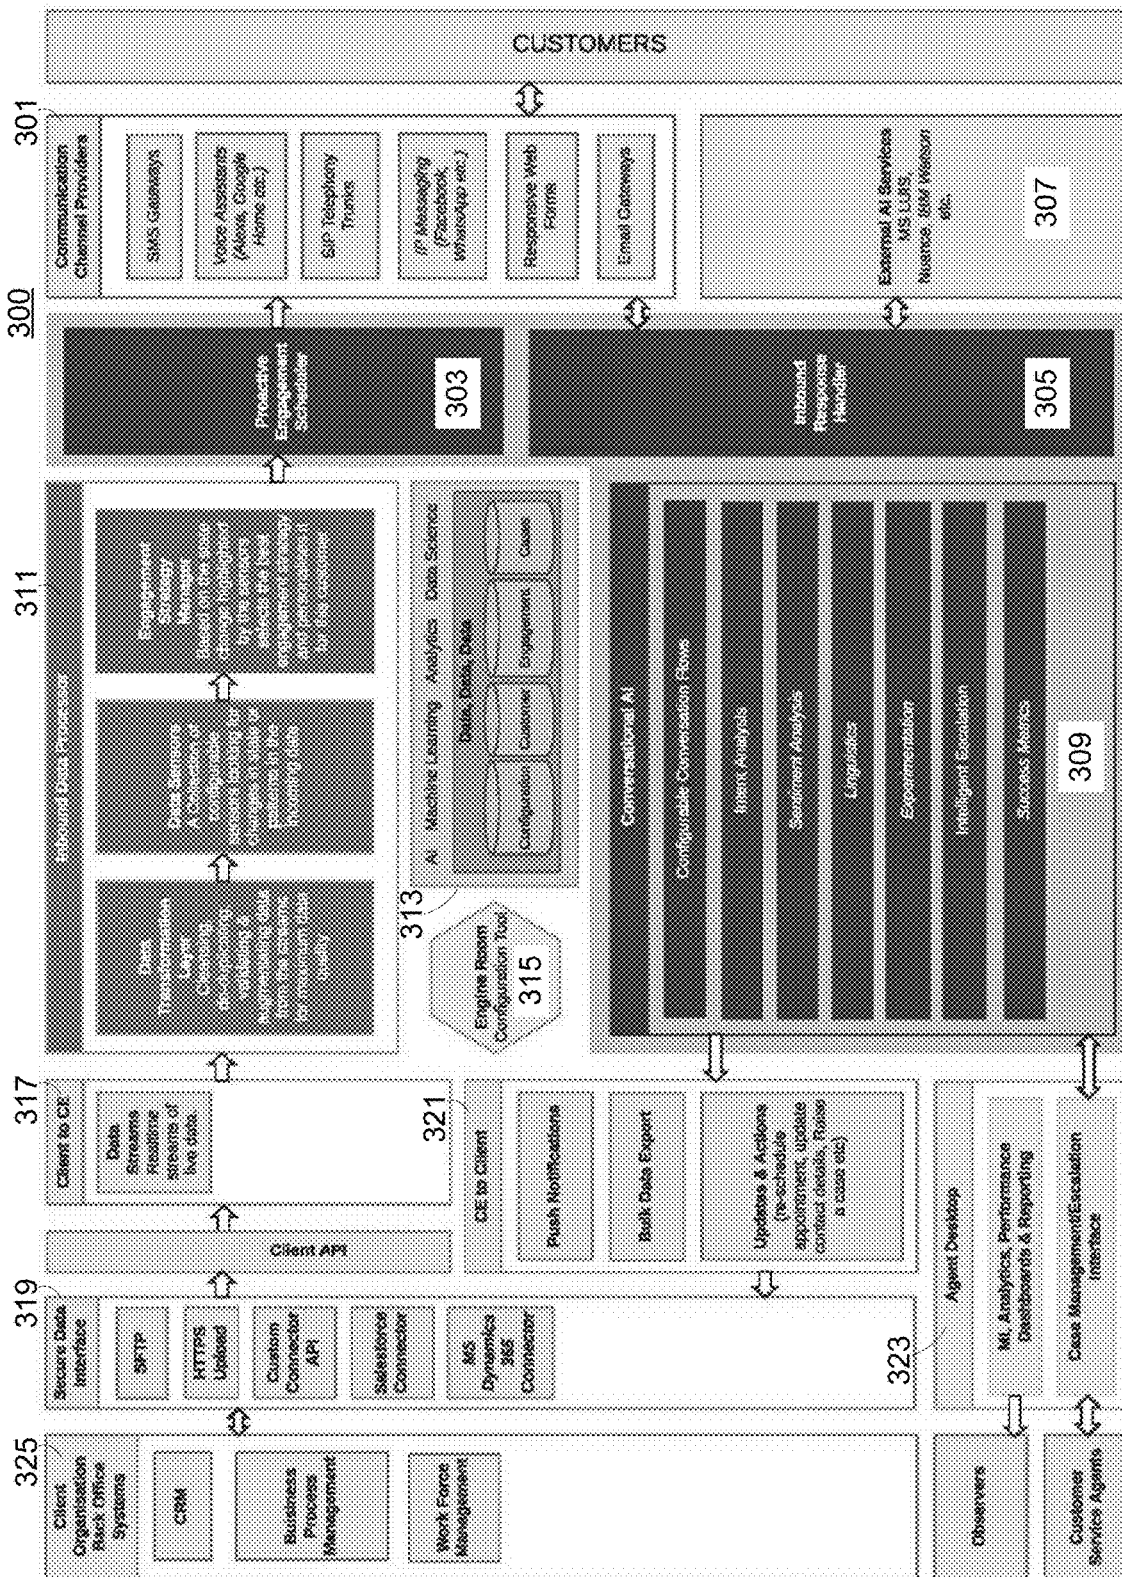 300
325
Client
Organisation
Back Office
Systems
CRM
Business
Process
Management
Work Force
Management
319
Secure Data
Interface
SFTP
HTTPS
Upload
Custom
Connector
API
Salesforce
Connector
MS
Dynamics
365
Connector
Client API
317
Client to CE
Data
Streams
Realtime
streams of
live data
321
CE to Client
Push Notifications
Bulk Data Export
Updates & Actions
(re-schedule
appointment, update
contact details, Raise
a case etc)
323
Agent Desktop
MI, Analytics, Performance
Dashboards & Reporting
Case Management/Escalation
Interface
Observers
Customer
Service Agents
311
Inbound Data Processor
Data
Transformation
Layer
Data Sensors
Engagement
Strategy
Manager
313
AI Machine Learning Analytics Data Science
Data, Data, Data
Configuration
Customer
Engagement
Cause
Engine Room
Configuration Tool
315
Conversational AI
Configurable Conversation Flows
Intent Analysis
Sentiment Analysis
Linguistics
Experimentation
Intelligent Escalation
Success Metrics
309
Proactive
Engagement
Scheduler
303
Inbound
Response
Handler
305
301
Communication
Channel Providers
SMS Gateways
Voice Assistants
(Alexa, Google
Home etc.)
SIP Telephony
Trunks
IP Messaging
(Facebook,
WhatsApp etc.)
Responsive Web
Forms
Email Gateways
External AI Services
MS LUIS,
Nuance, IBM Watson
etc.
307
CUSTOMERS